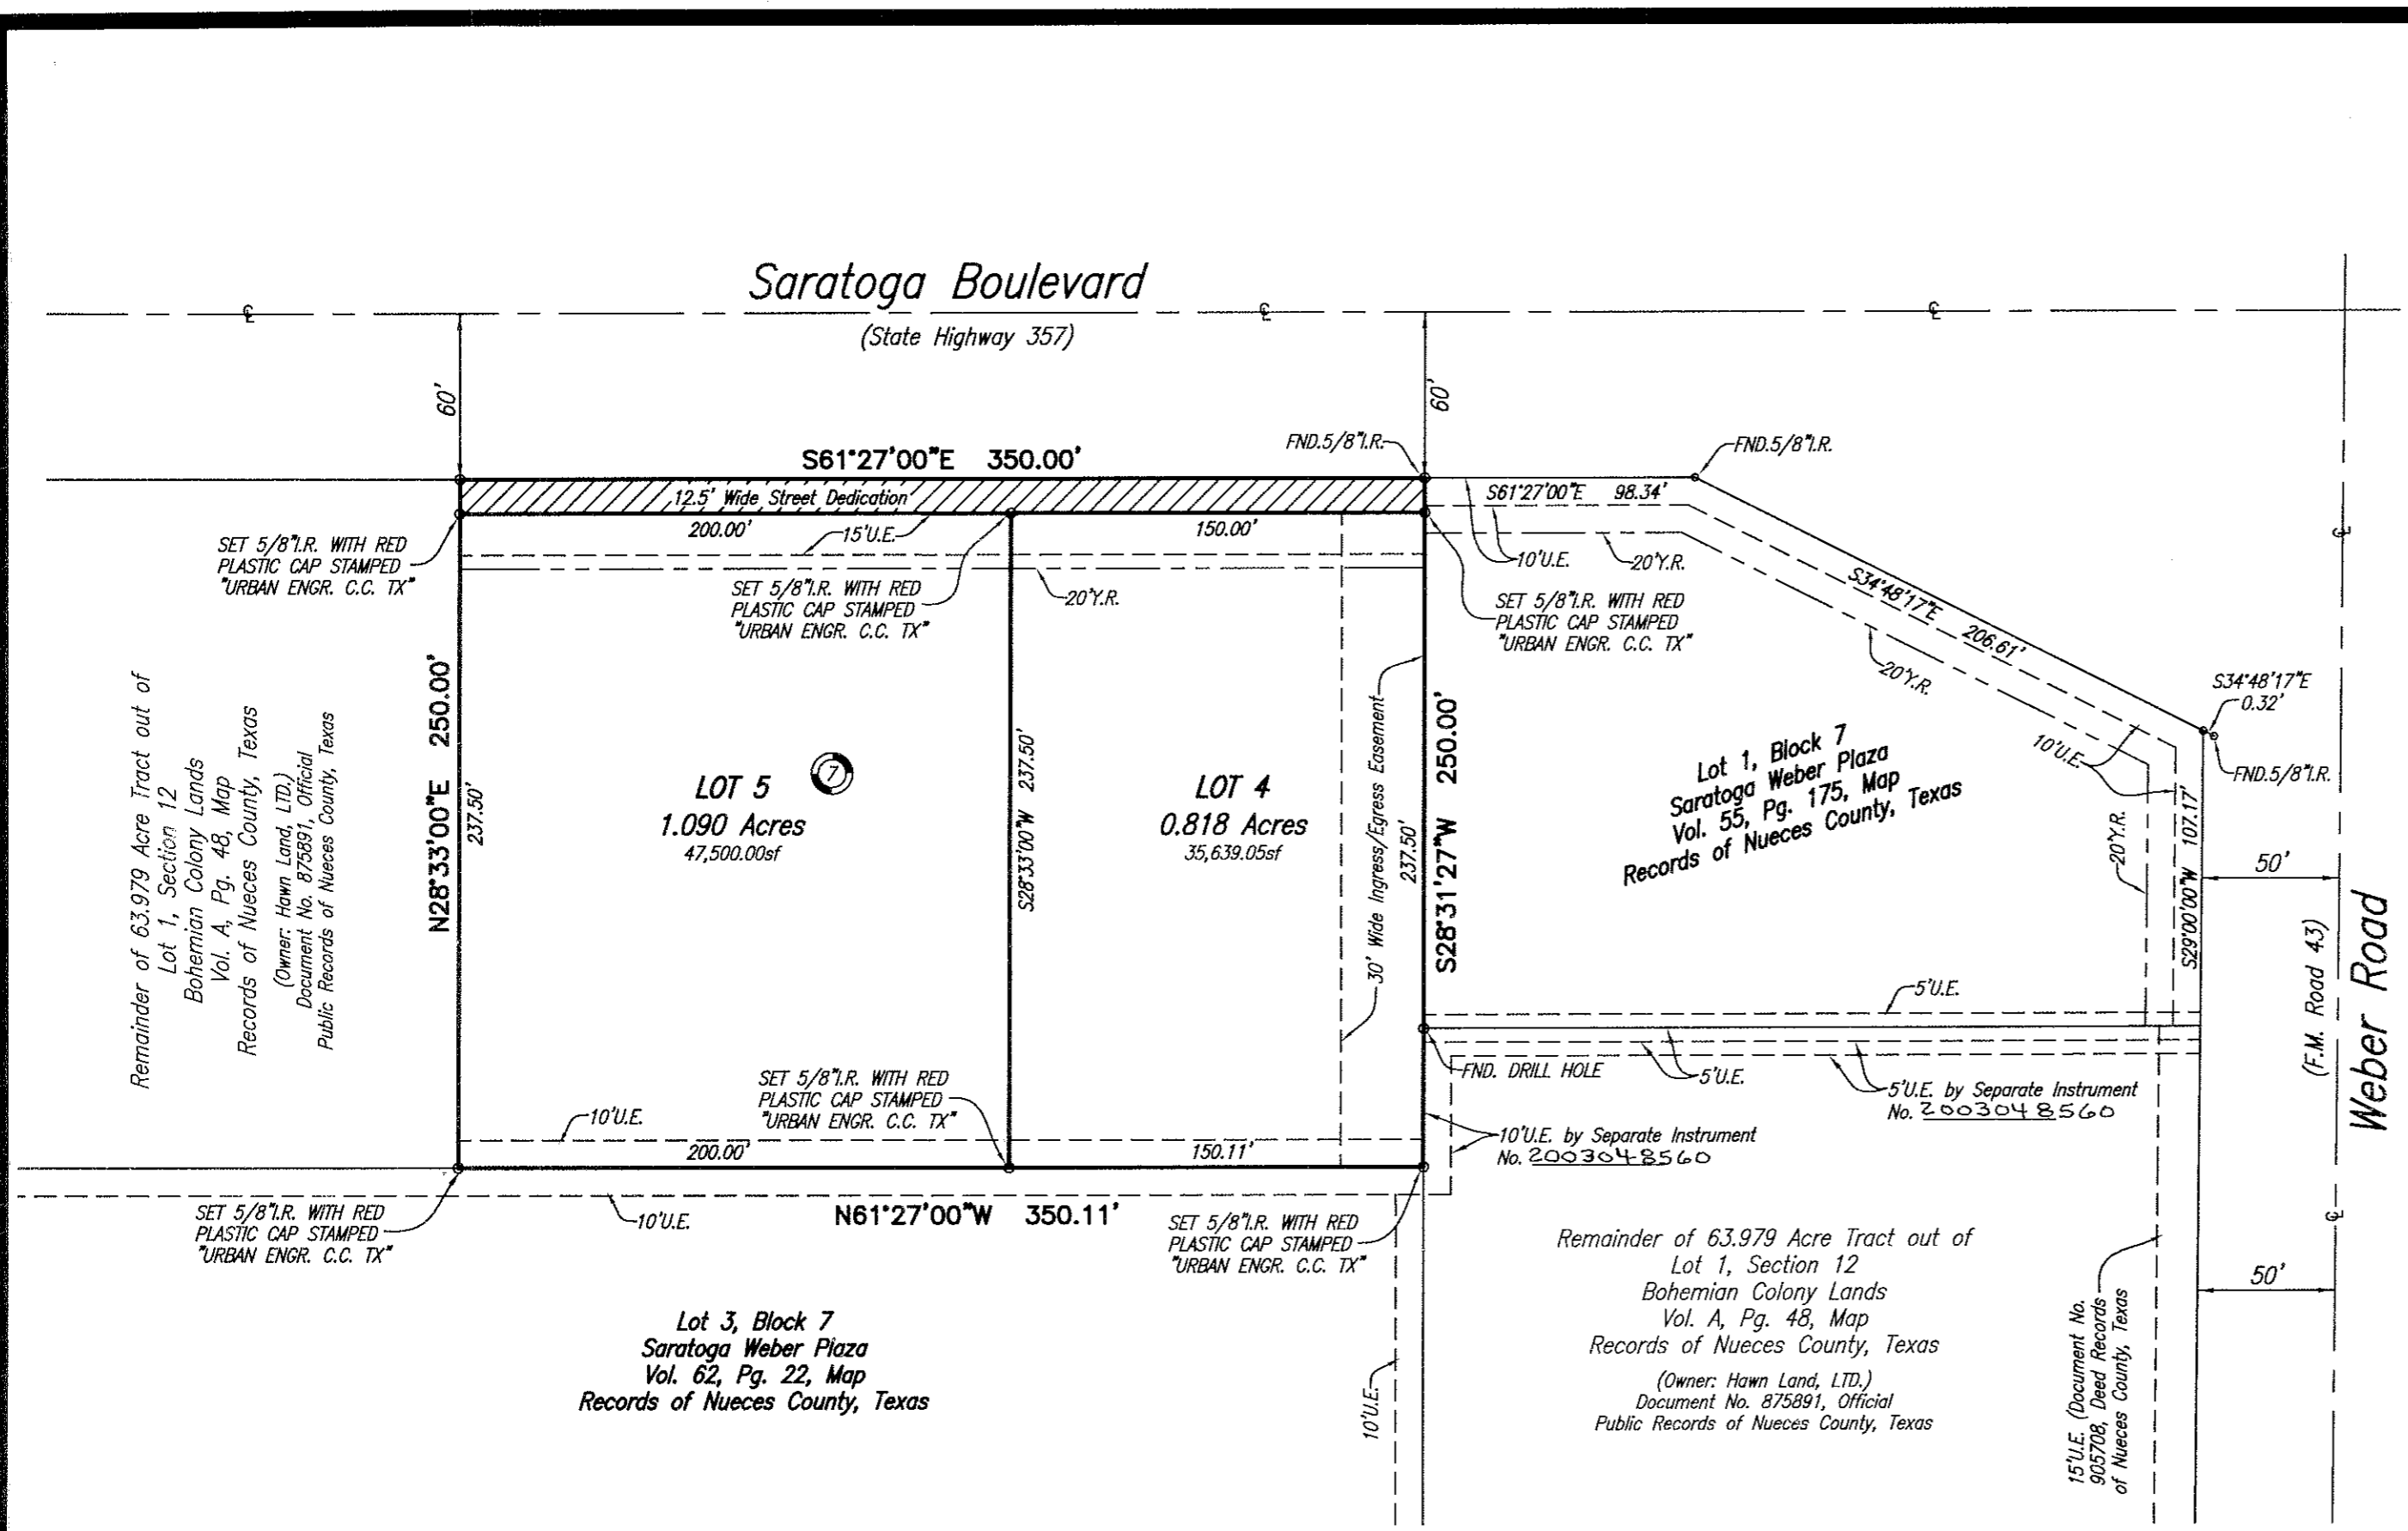 Saratoga Boulevard
(State Highway 357)
℄
℄
℄
60'
60'
S61°27'00"E 350.00'
FND.5/8"I.R.
FND.5/8"I.R.
12.5' Wide Street Dedication
S61°27'00"E 98.34'
200.00'
15'U.E.
150.00'
SET 5/8"I.R. WITH RED
PLASTIC CAP STAMPED
"URBAN ENGR. C.C. TX"
SET 5/8"I.R. WITH RED
PLASTIC CAP STAMPED
"URBAN ENGR. C.C. TX"
20'Y.R.
10'U.E.
20'Y.R.
SET 5/8"I.R. WITH RED
PLASTIC CAP STAMPED
"URBAN ENGR. C.C. TX"
S34°48'17"E 206.61'
20'Y.R.
S34°48'17"E
0.32'
10'U.E.
FND.5/8"I.R.
℄
Remainder of 63.979 Acre Tract out of
Lot 1, Section 12
Bohemian Colony Lands
Vol. A, Pg. 48, Map
Records of Nueces County, Texas
(Owner: Hawn Land, LTD.)
Document No. 875891, Official
Public Records of Nueces County, Texas
N28°33'00"E 250.00'
237.50'
LOT 5
1.090 Acres
47,500.00sf
7
S28°33'00"W 237.50'
LOT 4
0.818 Acres
35,639.05sf
30' Wide Ingress/Egress Easement
237.50'
S28°31'27"W 250.00'
Lot 1, Block 7
Saratoga Weber Plaza
Vol. 55, Pg. 175, Map
Records of Nueces County, Texas
20'Y.R.
S29°00'00"W 107.17'
50'
Weber Road
(F.M. Road 43)
5'U.E.
FND. DRILL HOLE
5'U.E.
5'U.E. by Separate Instrument
No. 2003048560
SET 5/8"I.R. WITH RED
PLASTIC CAP STAMPED
"URBAN ENGR. C.C. TX"
10'U.E.
200.00'
150.11'
10'U.E. by Separate Instrument
No. 2003048560
SET 5/8"I.R. WITH RED
PLASTIC CAP STAMPED
"URBAN ENGR. C.C. TX"
10'U.E.
N61°27'00"W 350.11'
SET 5/8"I.R. WITH RED
PLASTIC CAP STAMPED
"URBAN ENGR. C.C. TX"
℄
Lot 3, Block 7
Saratoga Weber Plaza
Vol. 62, Pg. 22, Map
Records of Nueces County, Texas
10'U.E.
Remainder of 63.979 Acre Tract out of
Lot 1, Section 12
Bohemian Colony Lands
Vol. A, Pg. 48, Map
Records of Nueces County, Texas
(Owner: Hawn Land, LTD.)
Document No. 875891, Official
Public Records of Nueces County, Texas
15'U.E. (Document No.
905708, Deed Records
of Nueces County, Texas
50'